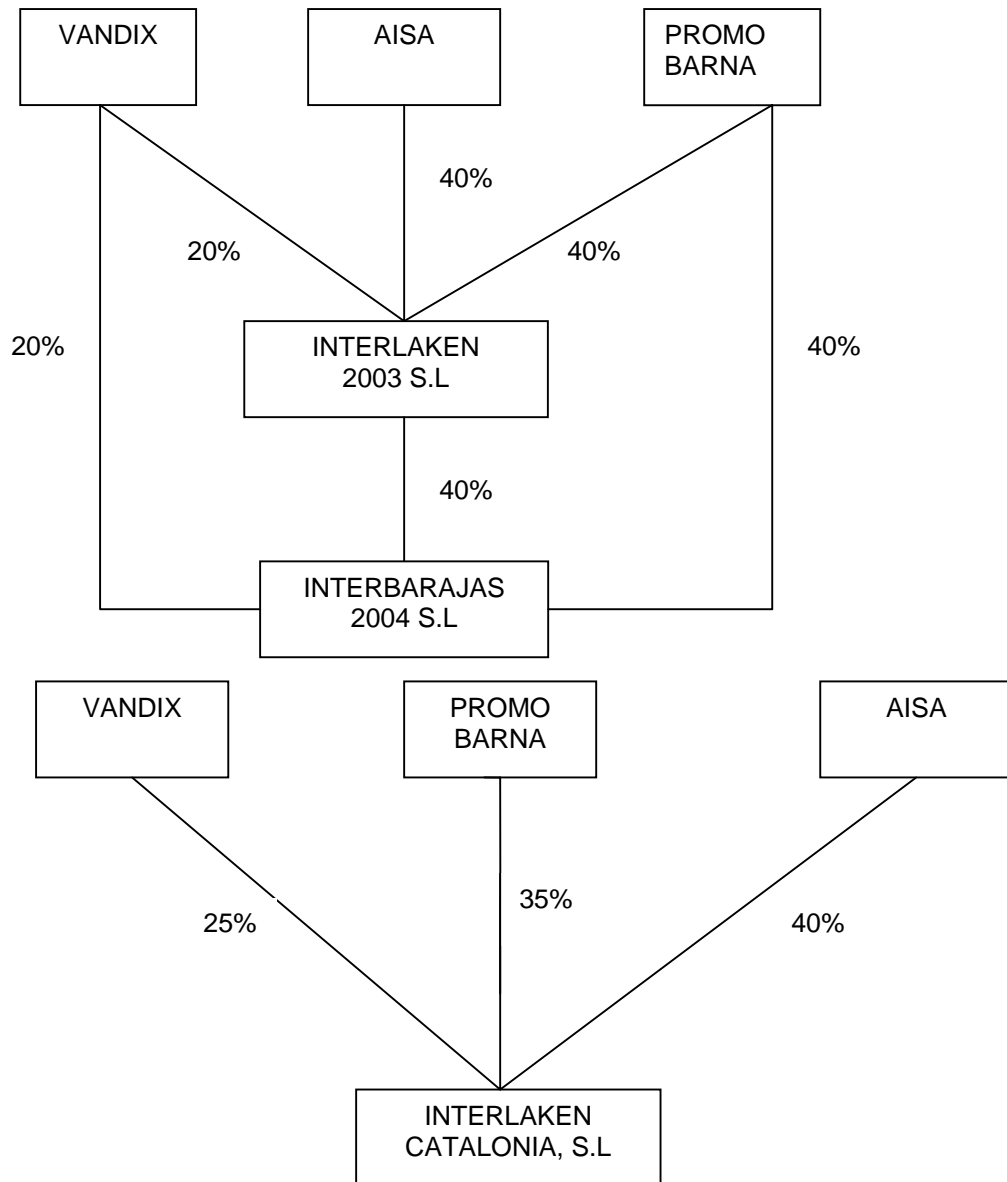 VANDIX
AISA
PROMO
BARNA
40%
20%
40%
20%
40%
INTERLAKEN
2003 S.L
40%
INTERBARAJAS
2004 S.L
VANDIX
PROMO
BARNA
AISA
25%
35%
40%
INTERLAKEN
CATALONIA, S.L